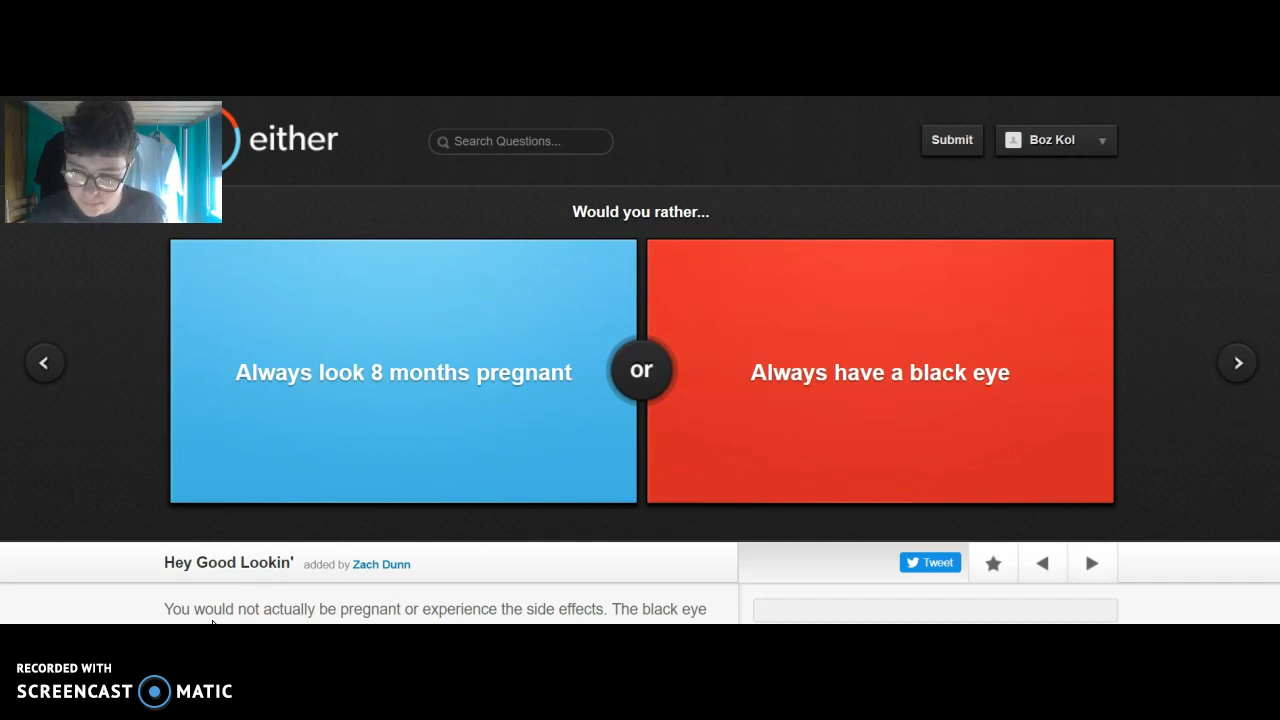 either
Search Questions...
Submit
Boz Kol
Would you rather...
Always look 8 months pregnant
or
Always have a black eye
Hey Good Lookin' added by Zach Dunn
Tweet
You would not actually be pregnant or experience the side effects. The black eye
RECORDED WITH
SCREENCAST MATIC